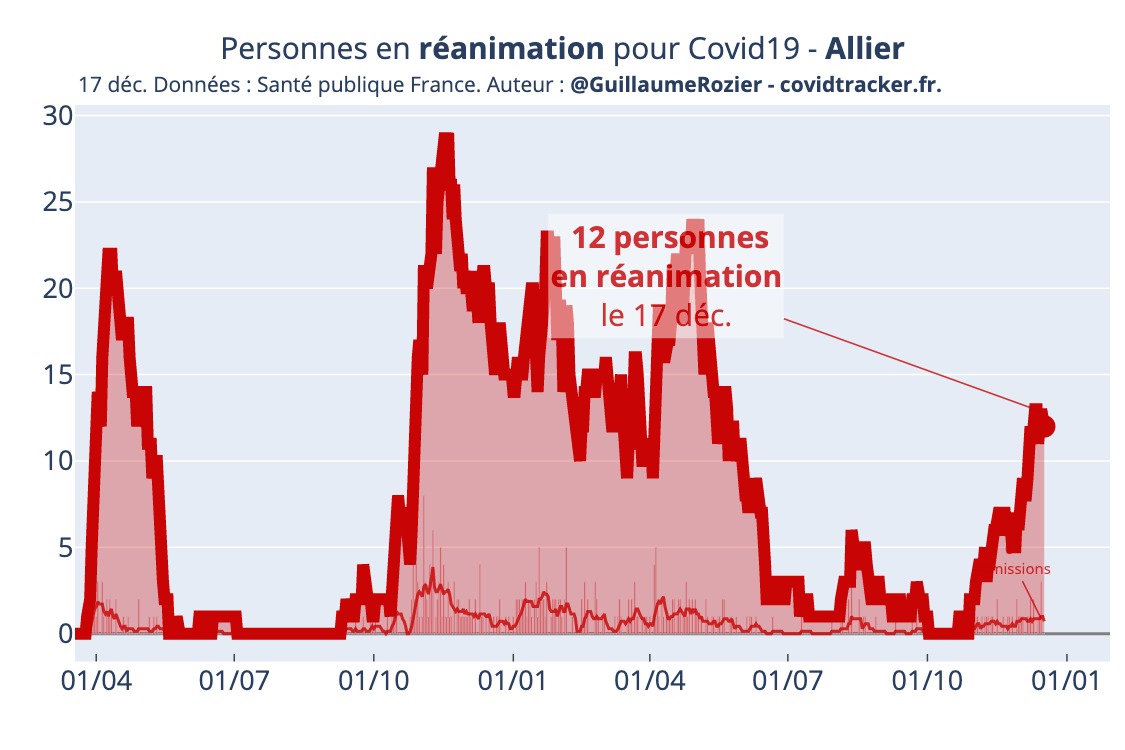 Personnes en réanimation pour Covid19 - Allier
17 déc. Données : Santé publique France. Auteur : @GuillaumeRozier - covidtracker.fr.
30
25
20
15
10
5
0
12 personnes
en réanimation
le 17 déc.
01/04 01/07 01/10 01/01 01/04 01/07 01/10 01/01